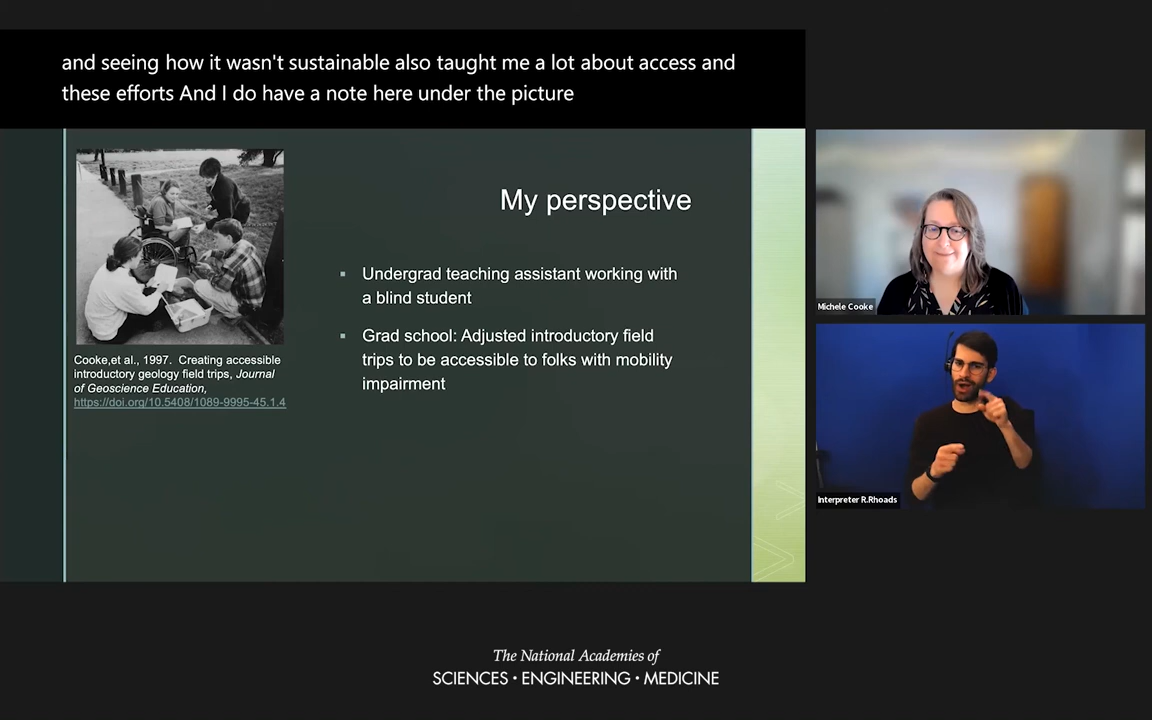 and seeing how it wasn't sustainable also taught me a lot about access and
these efforts And I do have a note here under the picture
My perspective
▪ Undergrad teaching assistant working with
a blind student
▪ Grad school: Adjusted introductory field
trips to be accessible to folks with mobility
impairment
Cooke,et al., 1997. Creating accessible
introductory geology field trips, Journal
of Geoscience Education,
https://doi.org/10.5408/1089-9995-45.1.4
Michele Cooke
Interpreter R.Rhoads
The National Academies of
SCIENCES · ENGINEERING · MEDICINE